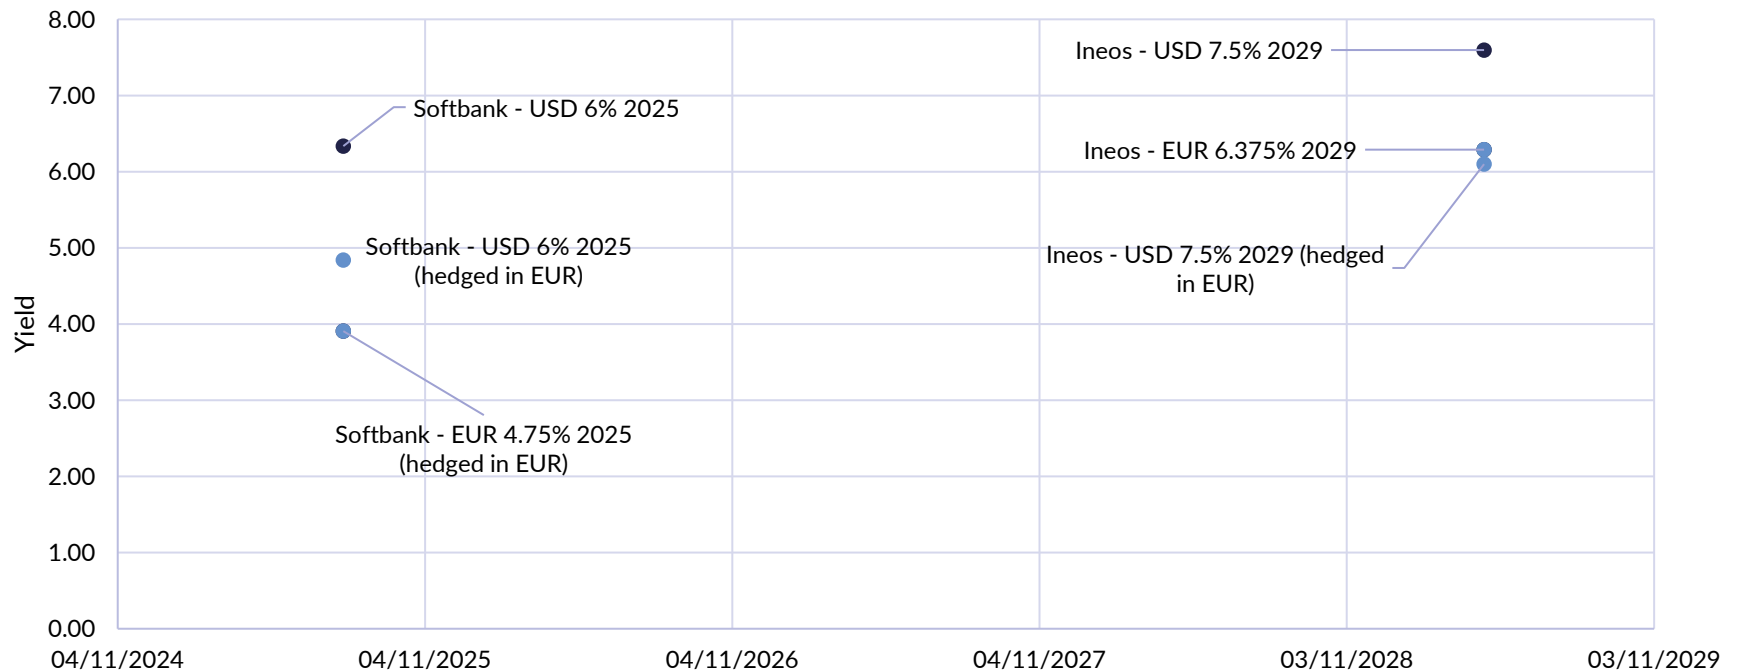 8.00
7.00
6.00
5.00
4.00
3.00
2.00
1.00
0.00
Yield
Ineos - USD 7.5% 2029
Softbank - USD 6% 2025
Ineos - EUR 6.375% 2029
Softbank - USD 6% 2025
(hedged in EUR)
Ineos - USD 7.5% 2029 (hedged
in EUR)
Softbank - EUR 4.75% 2025
(hedged in EUR)
04/11/2024
04/11/2025
04/11/2026
04/11/2027
03/11/2028
03/11/2029